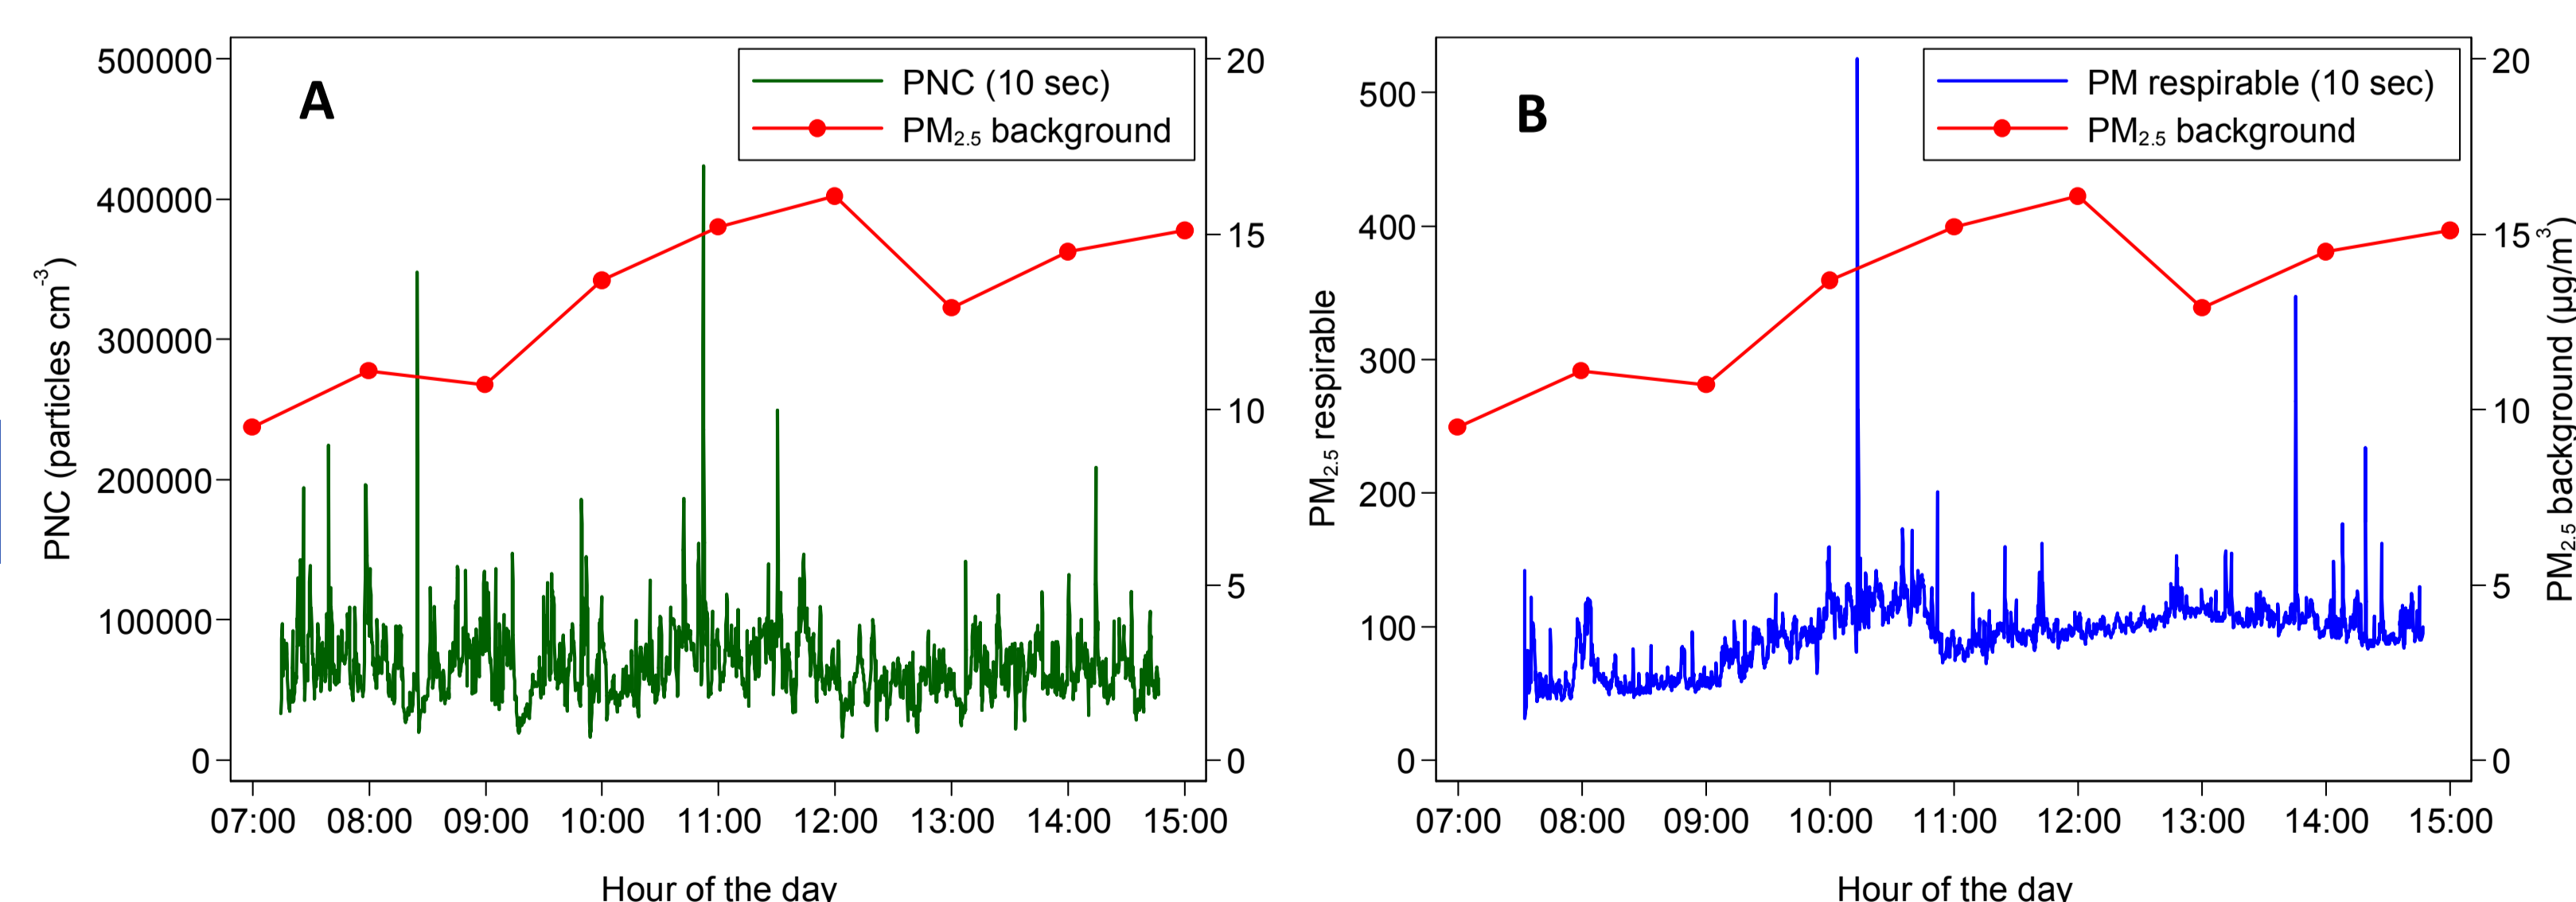 A
PNC (10 sec)
PM2.5 background
PNC (particles cm-3)
500000
400000
300000
200000
100000
0
20
15
10
5
0
07:00 08:00 09:00 10:00 11:00 12:00 13:00 14:00 15:00
Hour of the day
B
PM respirable (10 sec)
PM2.5 background
PM2.5 respirable
500
400
300
200
100
0
20
15
10
5
0
PM2.5 background (µg/m3)
07:00 08:00 09:00 10:00 11:00 12:00 13:00 14:00 15:00
Hour of the day